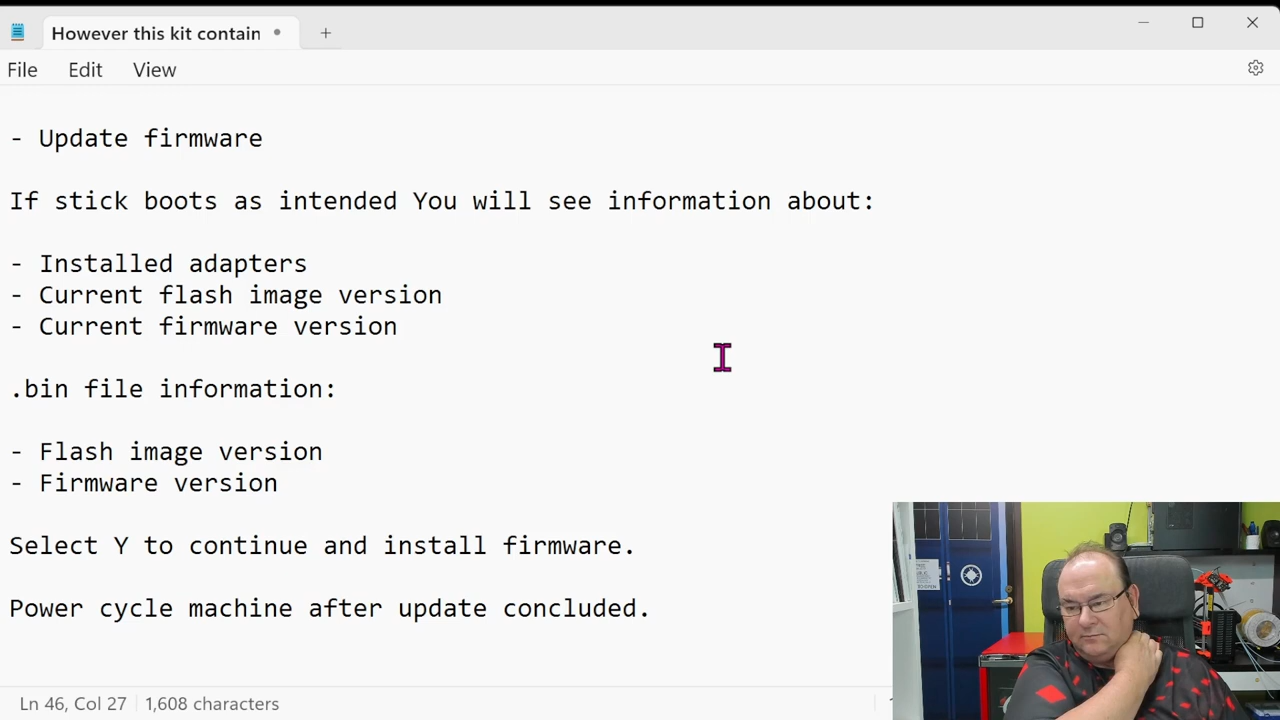 However this kit contain
File Edit View
- Update firmware
If stick boots as intended You will see information about:
- Installed adapters
- Current flash image version
- Current firmware version
.bin file information:
- Flash image version
- Firmware version
Select Y to continue and install firmware.
Power cycle machine after update concluded.
Ln 46, Col 27 1,608 characters